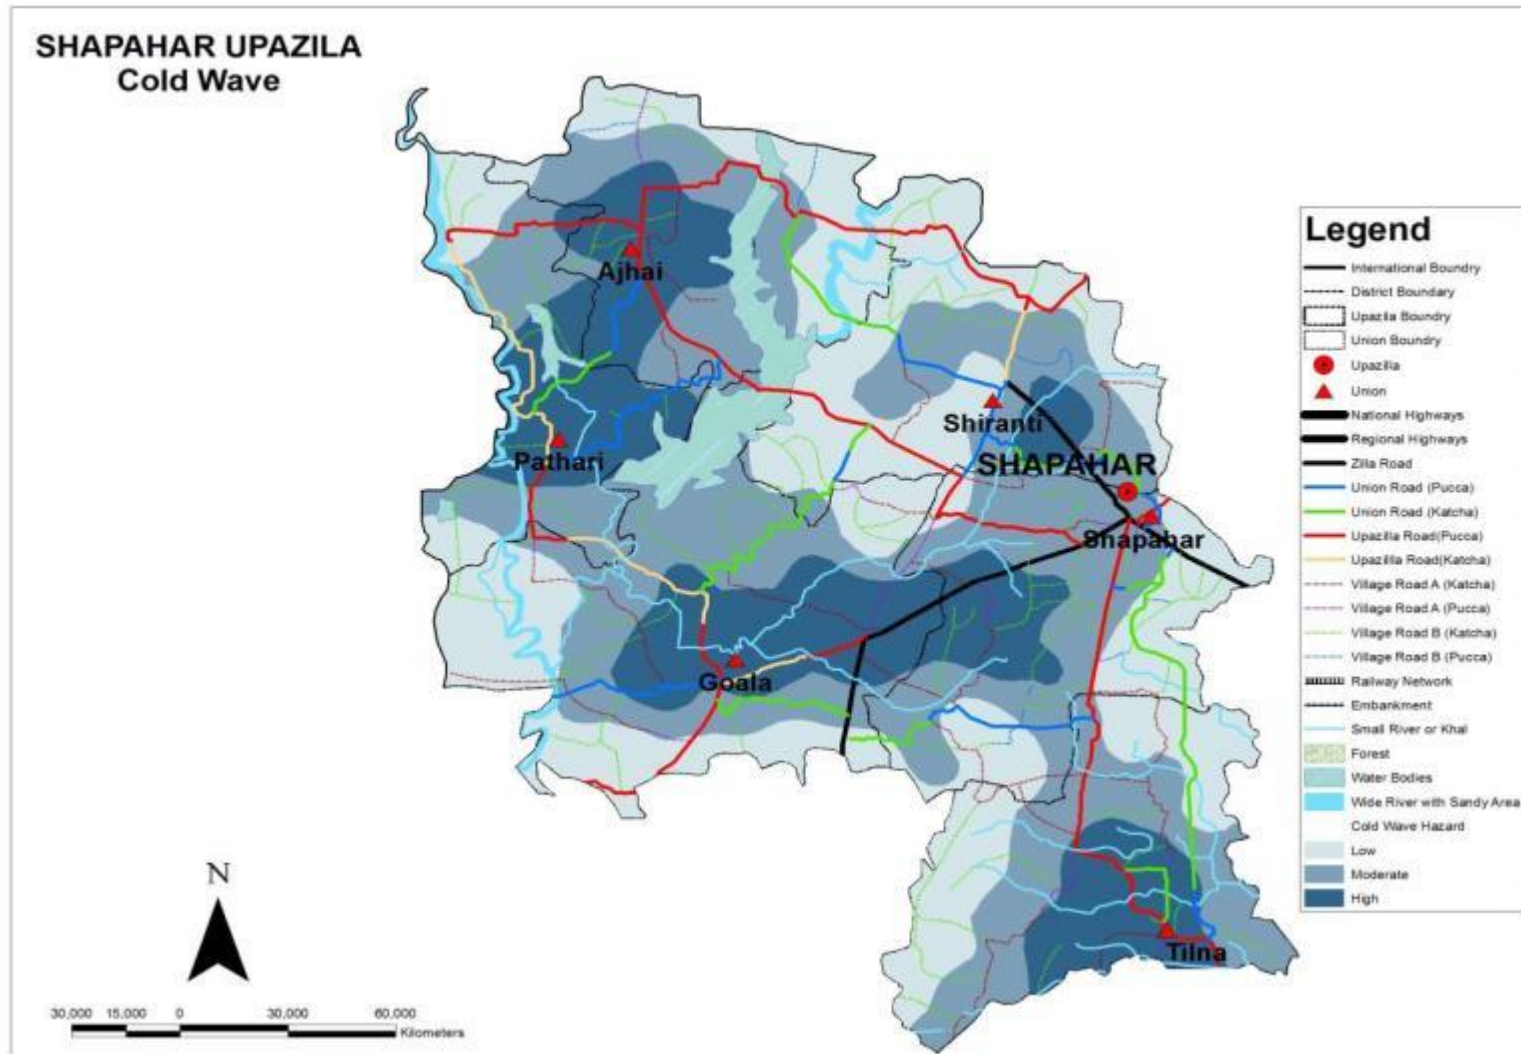 SHAPAHAR UPAZILA
Cold Wave
Ajhai
Pathari
Shiranti
SHAPAHAR
Shapahar
Goala
Tilna
Legend
International Boundry
District Boundary
Upazila Boundry
Union Boundry
Upazilla
Union
National Highways
Regional Highways
Zilla Road
Union Road (Pucca)
Union Road (Katcha)
Upazilla Road(Pucca)
Upazillla Road(Katcha)
Village Road A (Katcha)
Village Road A (Pucca)
Village Road B (Katcha)
Village Road B (Pucca)
Railway Network
Embankment
Small River or Khal
Forest
Water Bodies
Wide River with Sandy Area
Cold Wave Hazard
Low
Moderate
High
N
30,000 15,000 0 30,000 60,000
Kilometers